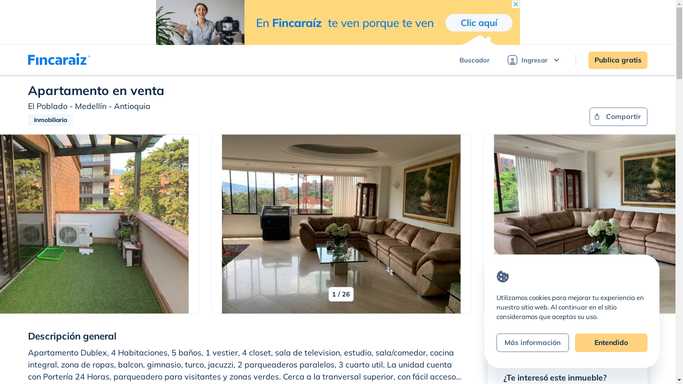 En Fincaraíz te ven porque te ven
Clic aquí
Fincaraíz
Buscador
Ingresar
Publica gratis
Apartamento en venta
El Poblado - Medellín - Antioquia
Inmobiliaria
Compartir
1 / 26
Utilizamos cookies para mejorar tu experiencia en
nuestro sitio web. Al continuar en el sitio
consideramos que aceptas su uso.
Más información
Entendido
Descripción general
Apartamento Dublex, 4 Habitaciones, 5 baños, 1 vestier, 4 closet, sala de television, estudio, sala/comedor, cocina
integral, zona de ropas, balcon, gimnasio, turco, jacuzzi, 2 parqueaderos paralelos, 3 cuarto util. La unidad cuenta
con Portería 24 Horas, parqueadero para visitantes y zonas verdes. Cerca a la tranversal superior, con fácil acceso...
¿Te interesó este inmueble?